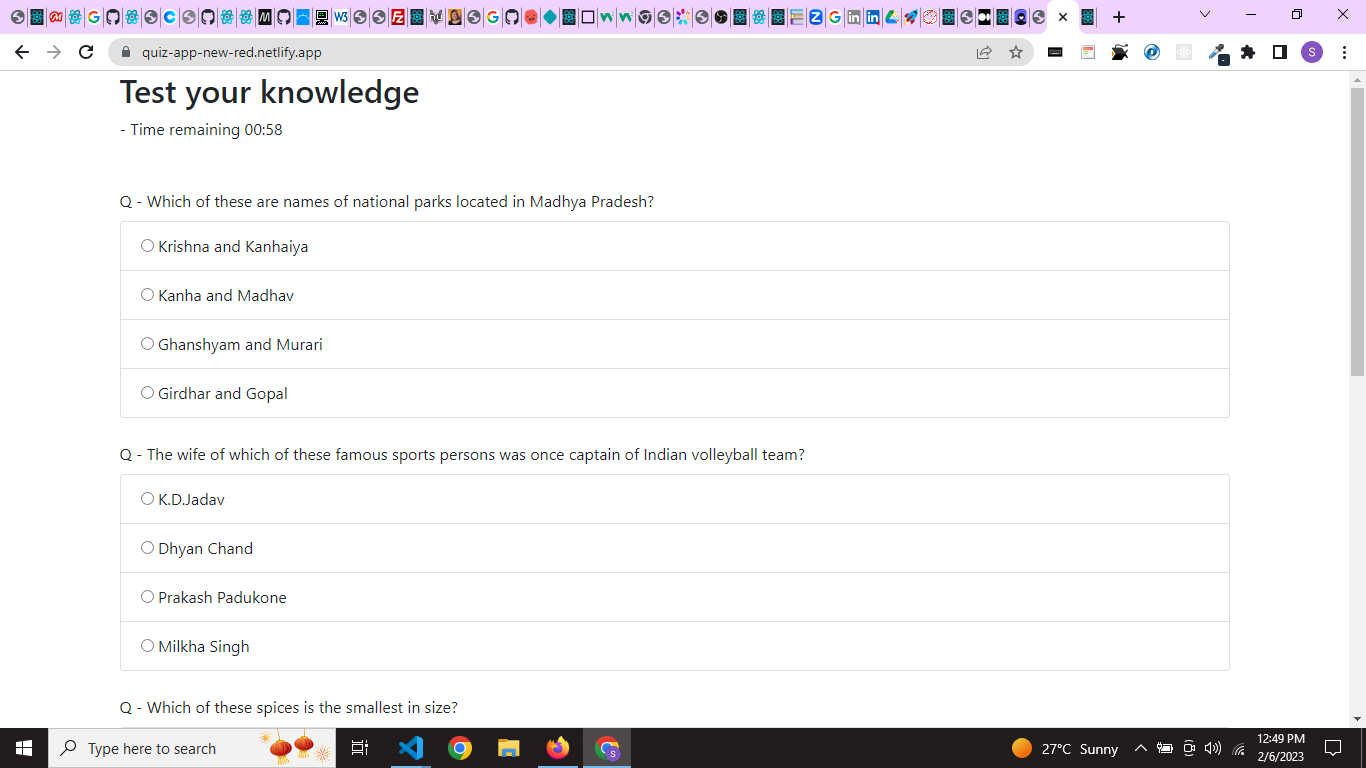 quiz-app-new-red.netlify.app
S
Test your knowledge
- Time remaining 00:58
Q - Which of these are names of national parks located in Madhya Pradesh?
Krishna and Kanhaiya
Kanha and Madhav
Ghanshyam and Murari
Girdhar and Gopal
Q - The wife of which of these famous sports persons was once captain of Indian volleyball team?
K.D.Jadav
Dhyan Chand
Prakash Padukone
Milkha Singh
Q - Which of these spices is the smallest in size?
Type here to search
27°C Sunny
12:49 PM
2/6/2023